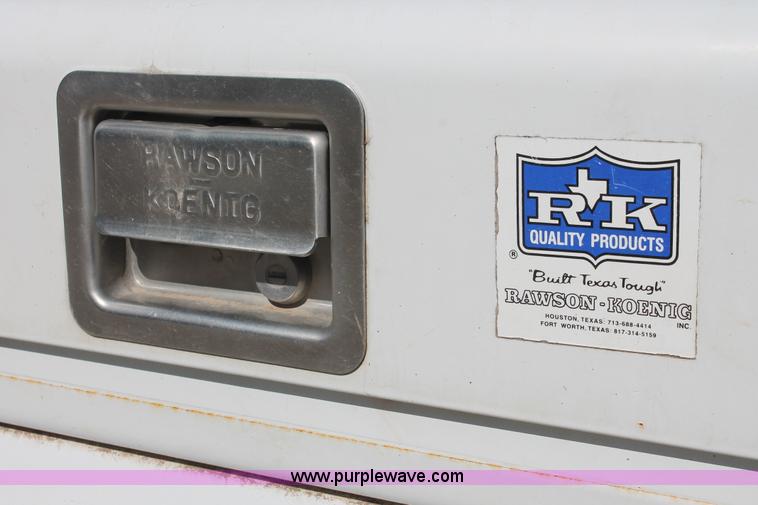 RAWSON
KOENIG
RK
QUALITY PRODUCTS
®
"Built Texas Tough"
RAWSON-KOENIG
INC.
HOUSTON, TEXAS 713-688-4414
FORT WORTH, TEXAS 817-314-5159
www.purplewave.com